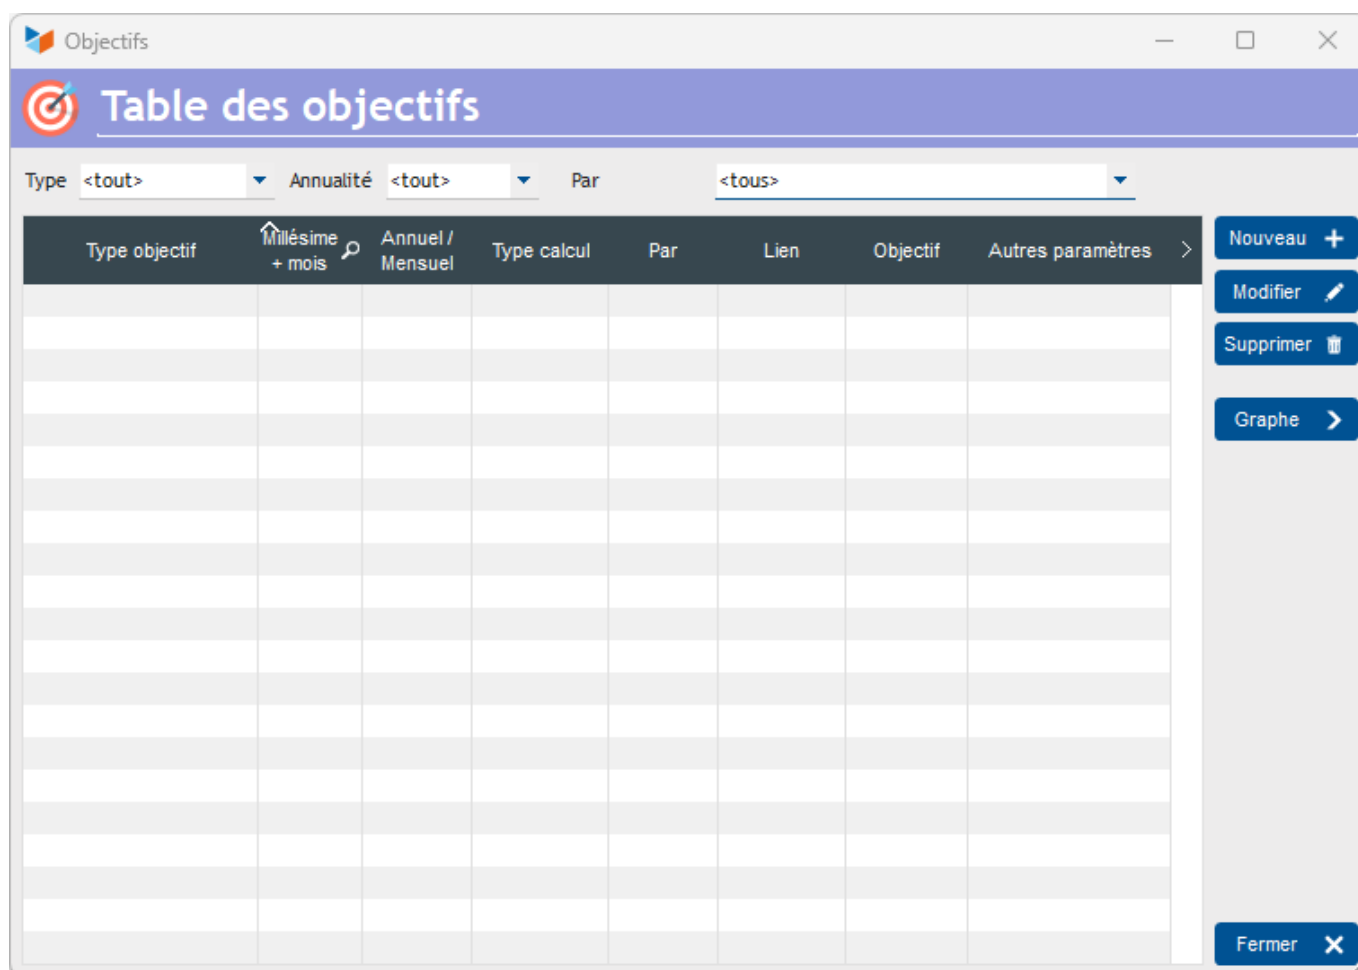 Objectifs
Table des objectifs
Type <tout> Annualité <tout> Par <tous>
Type objectif Millésime + mois Annuel / Mensuel Type calcul Par Lien Objectif Autres paramètres
Nouveau
Modifier
Supprimer
Graphe
Fermer